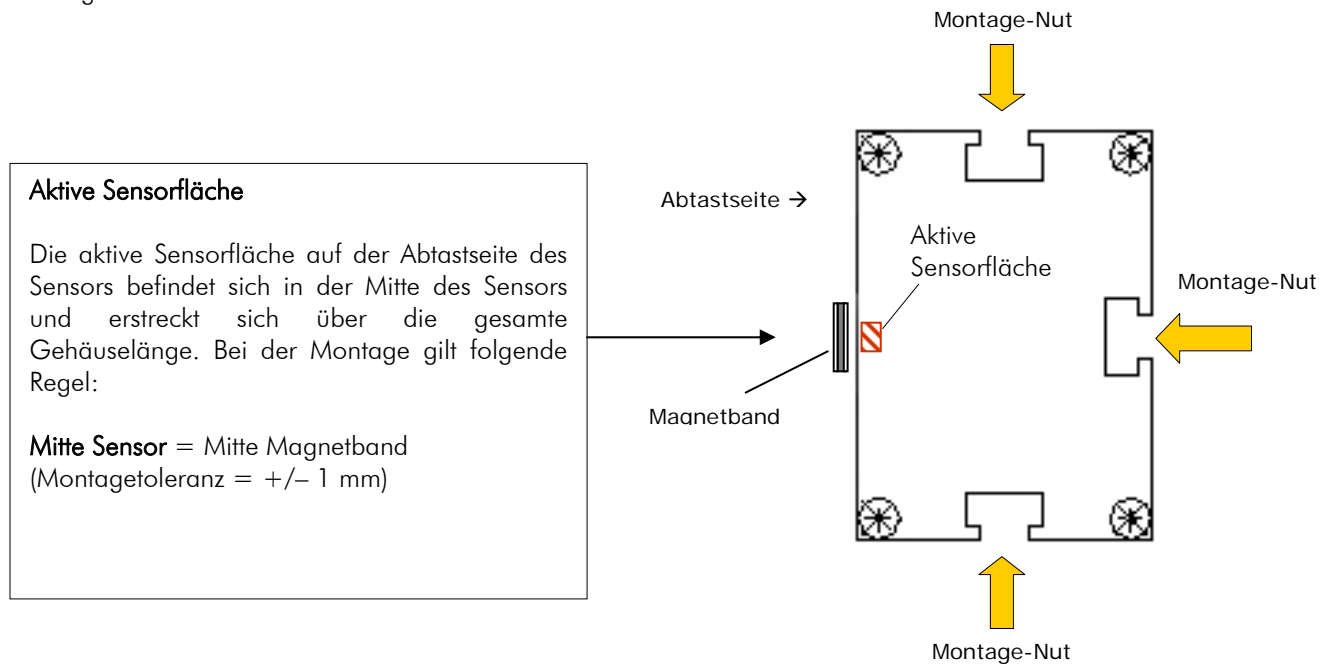 Montage-Nut
Aktive Sensorfläche
Die aktive Sensorfläche auf der Abtastseite des
Sensors befindet sich in der Mitte des Sensors
und erstreckt sich über die gesamte
Gehäuselänge. Bei der Montage gilt folgende
Regel:
Mitte Sensor = Mitte Magnetband
(Montagetoleranz = +/– 1 mm)
Abtastseite →
Aktive
Sensorfläche
Montage-Nut
Magnetband
Montage-Nut